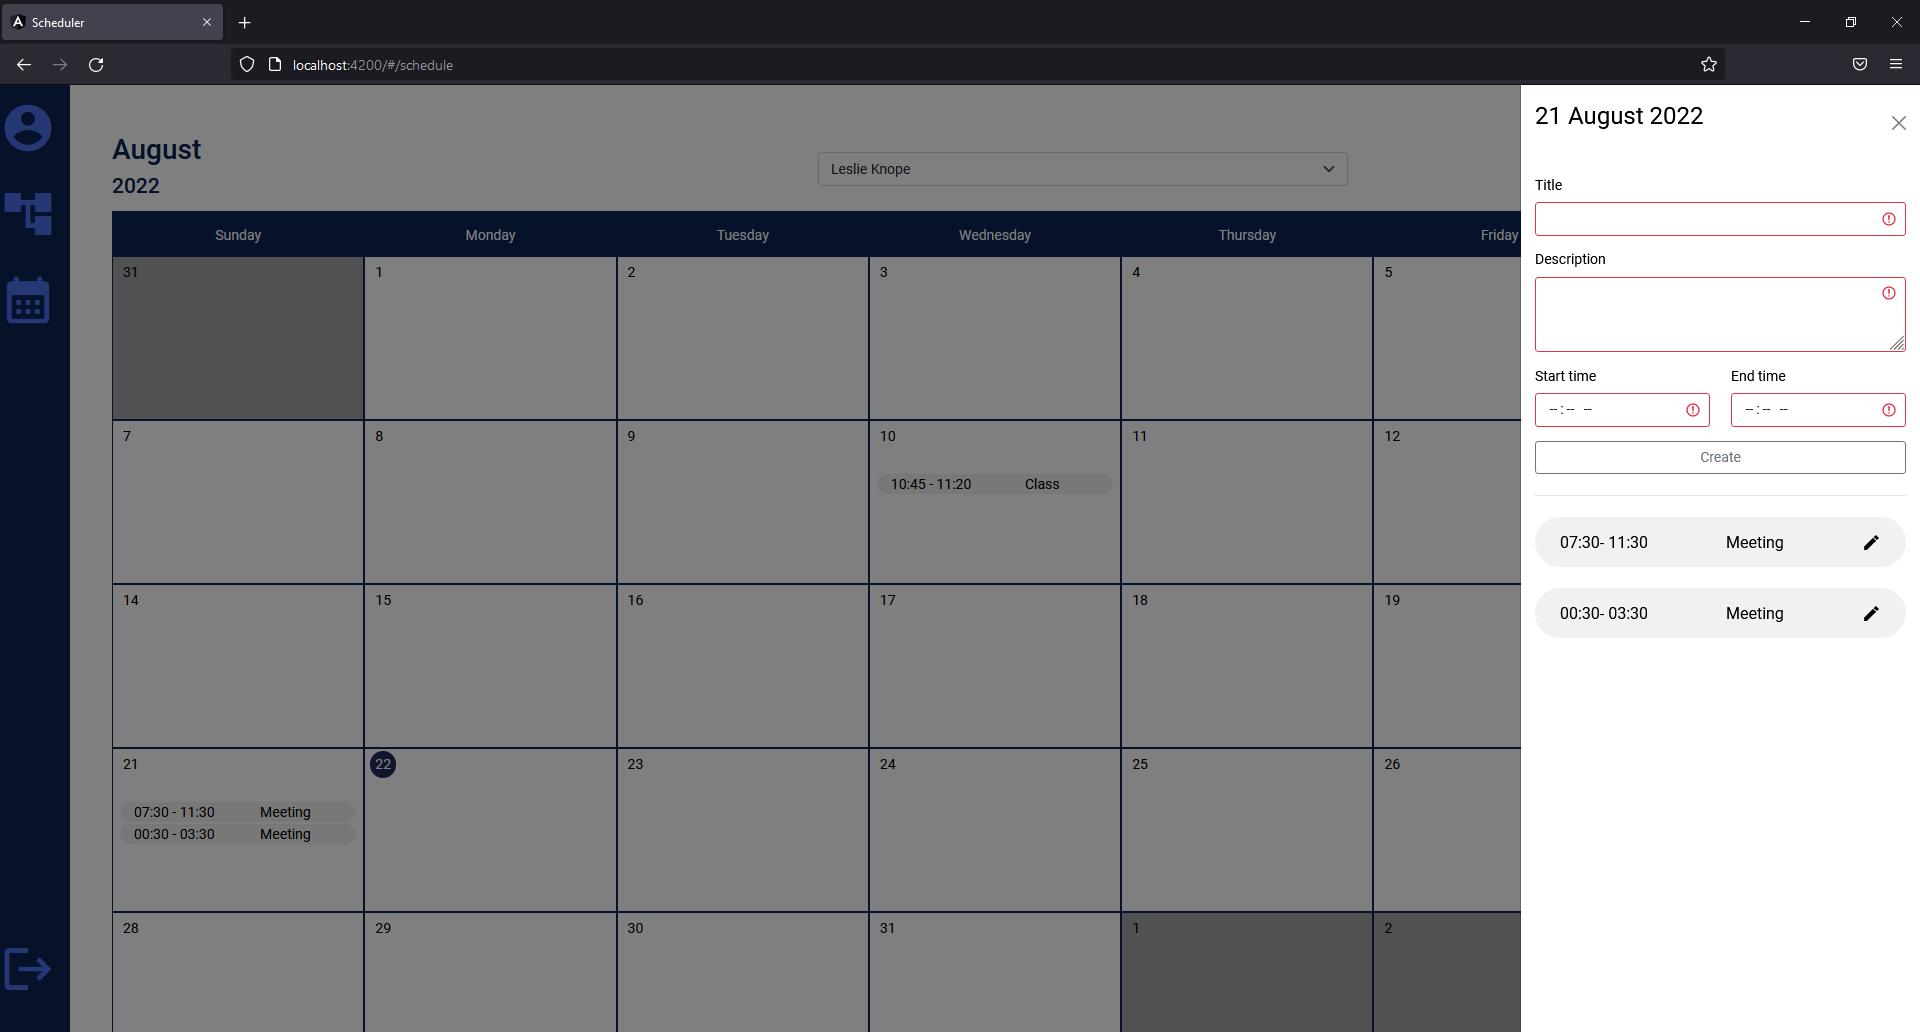 Scheduler
localhost:4200/#/schedule
August
2022
Leslie Knope
Sunday Monday Tuesday Wednesday Thursday Friday
31 1 2 3 4 5
7 8 9 10 11 12
10:45 - 11:20 Class
14 15 16 17 18 19
21 22 23 24 25 26
07:30 - 11:30 Meeting
00:30 - 03:30 Meeting
28 29 30 31 1 2
21 August 2022
Title
Description
Start time End time
--:-- -- --:-- --
Create
07:30- 11:30 Meeting
00:30- 03:30 Meeting